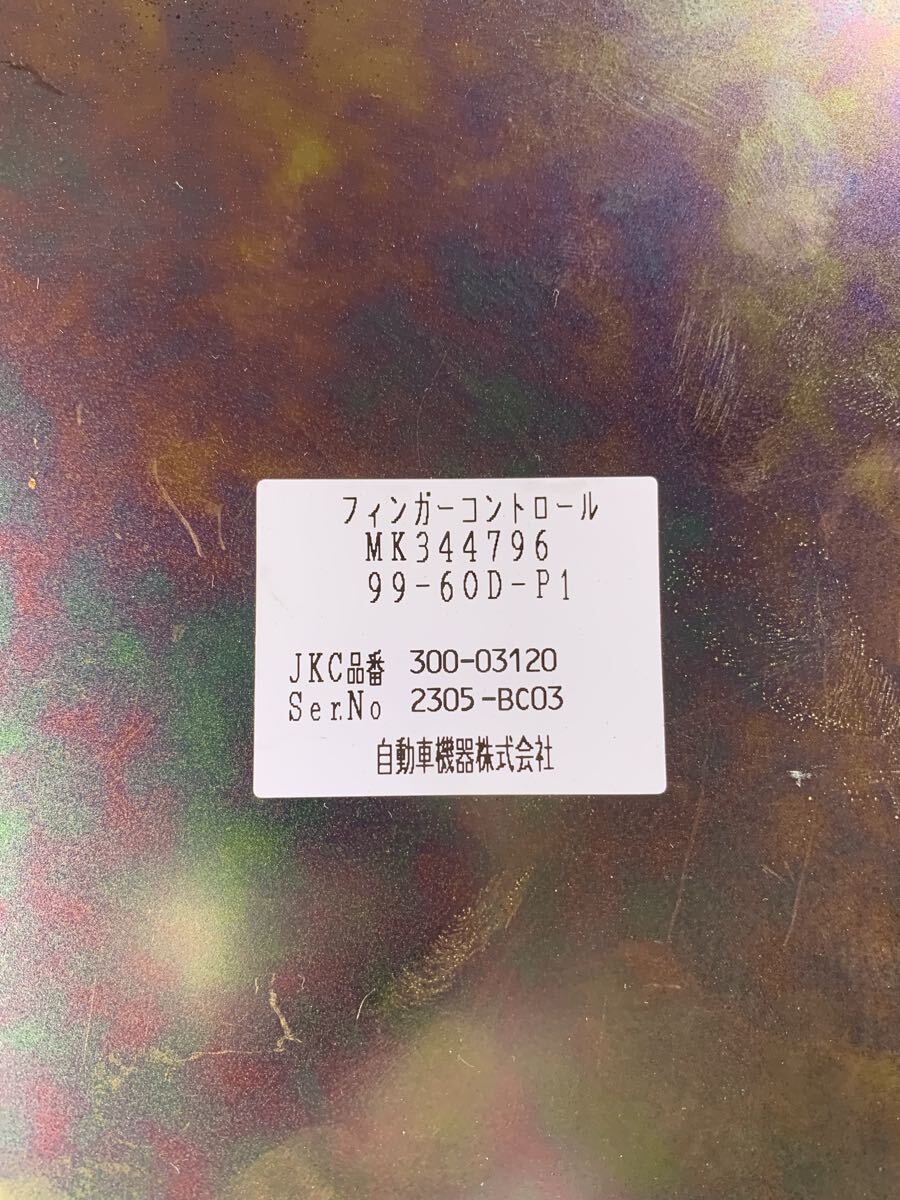 フィンガーコントロール
MK344796
99-60D-P1
JKC品番 300-03120
Ser.No 2305-BC03
自動車機器株式会社